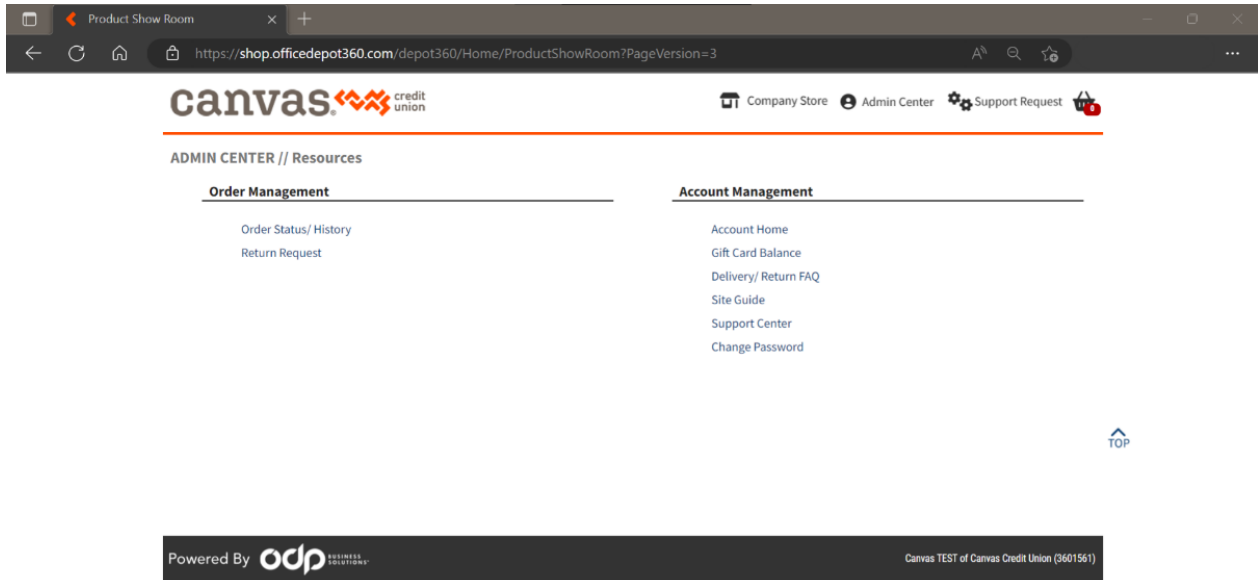 Product Show Room
https://shop.officedepot360.com/depot360/Home/ProductShowRoom?PageVersion=3
canvas. credit union
Company Store Admin Center Support Request 0
ADMIN CENTER // Resources
Order Management
Order Status/ History
Return Request
Account Management
Account Home
Gift Card Balance
Delivery/ Return FAQ
Site Guide
Support Center
Change Password
TOP
Powered By odp BUSINESS SOLUTIONS
Canvas TEST of Canvas Credit Union (3601561)